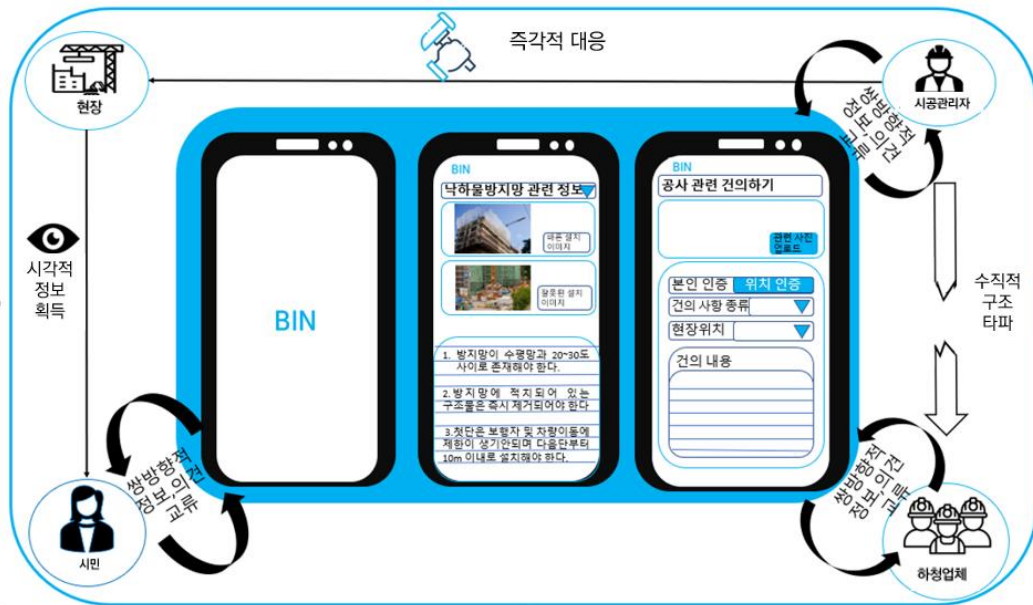 즉각적 대응
현장
시공관리자
쌍방향적
정보,의견
교류
시각적
정보
획득
수직적
구조
타파
BIN
BIN
낙하물방지망 관련 정보
바른 설치
이미지
잘못된 설치
이미지
1. 방지망이 수평망과 20~30도
사이로 존재해야 한다.
2.방지망에 적치되어 있는
구조물은 즉시 제거되어야 한다
3.첫단은 보행자 및 차량이동에
제한이 생기안되며 다음단부터
10m 이내로 설치해야 한다.
BIN
공사 관련 건의하기
관련 사진
업로드
본인 인증 위치 인증
건의 사항 종류
현장위치
건의 내용
쌍방향적
정보,의견
교류
시민
쌍방향적
정보,의견
교류
하청업체